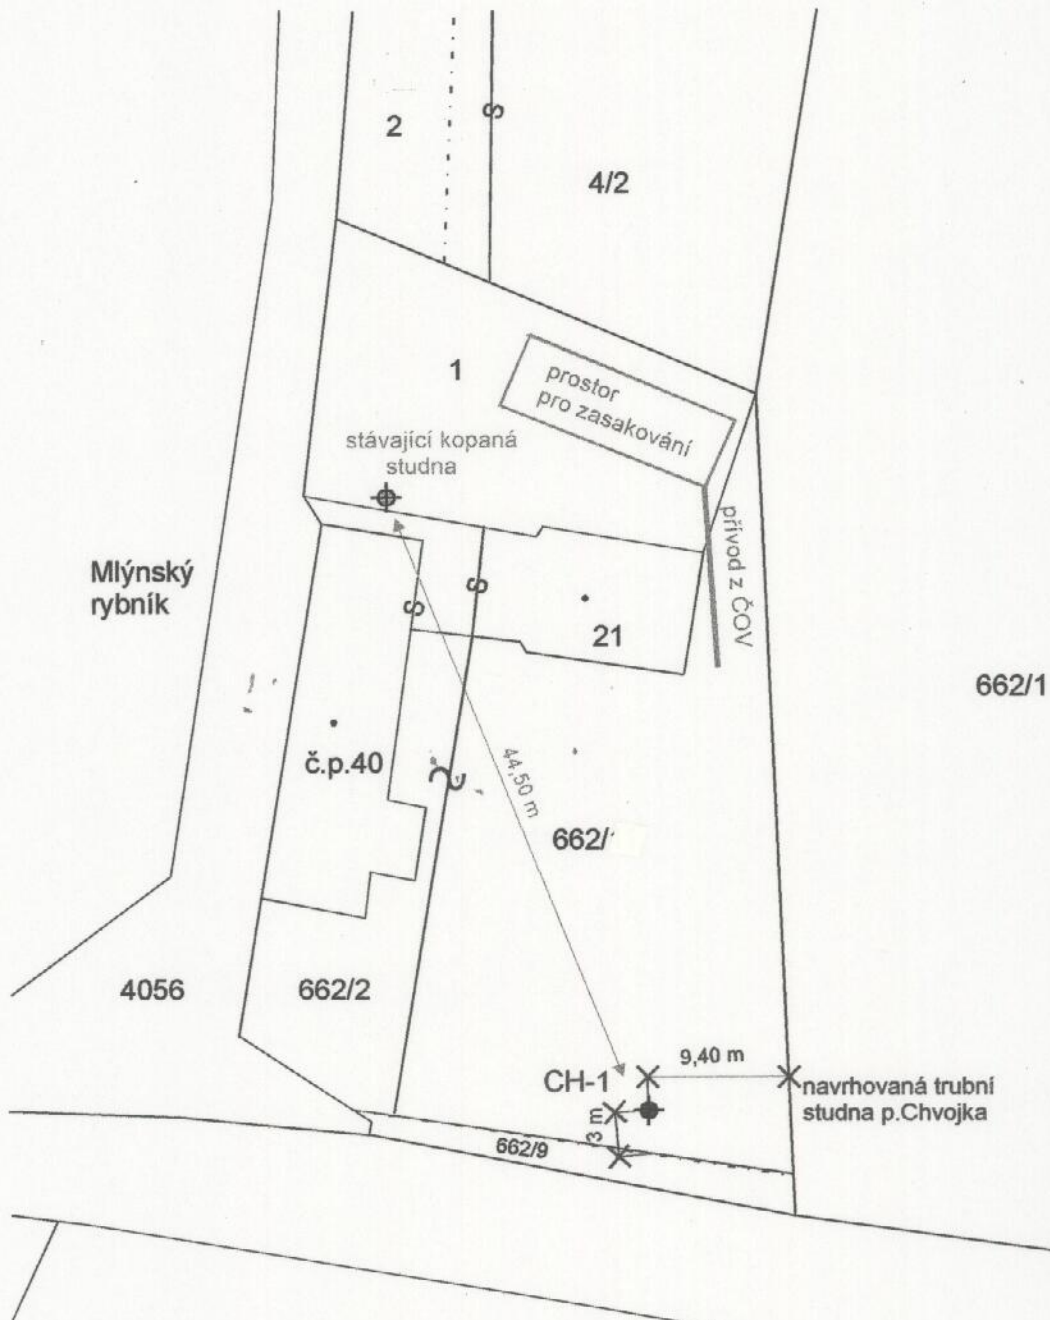 2
4/2
1
prostor
pro zasakování
stávající kopaná
studna
přívod z ČOV
Mlýnský
rybník
21
662/1
č.p.40
44,50 m
662/
4056
662/2
9,40 m
CH-1
navrhovaná trubní
studna p.Chvojka
3 m
662/9